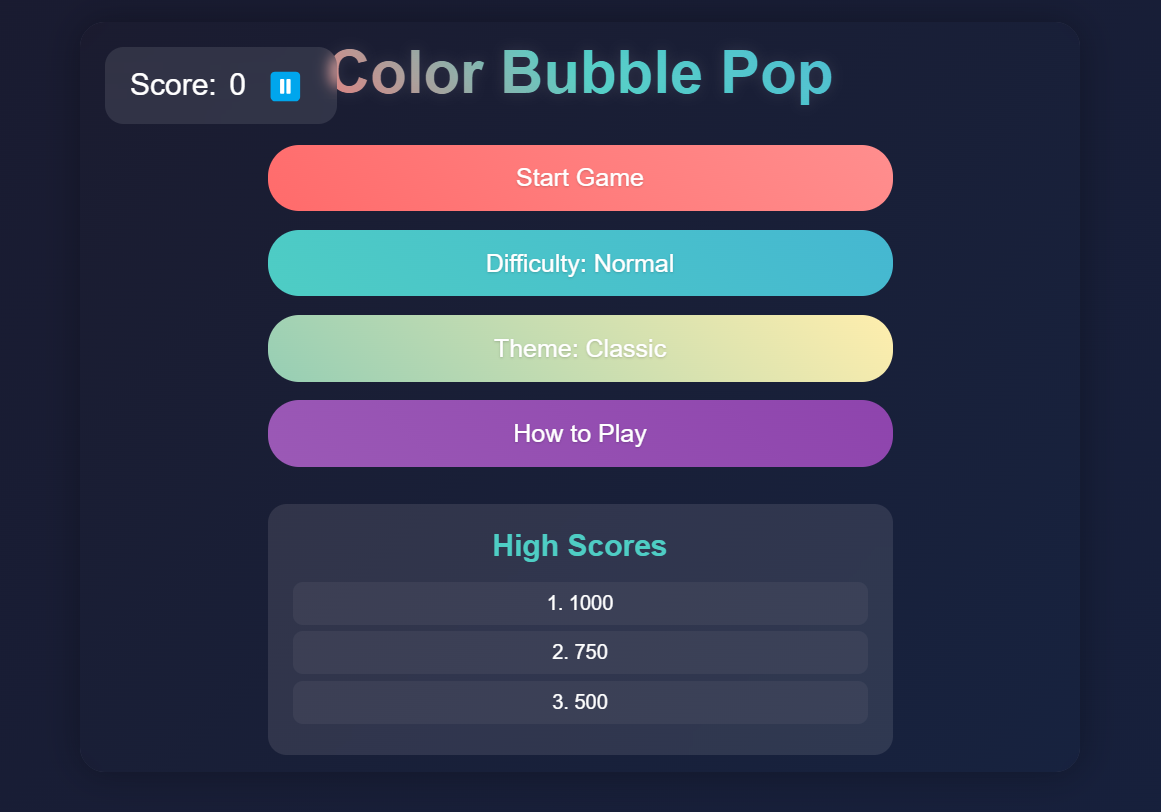 Score: 0
Color Bubble Pop
Start Game
Difficulty: Normal
Theme: Classic
How to Play
High Scores
1. 1000
2. 750
3. 500